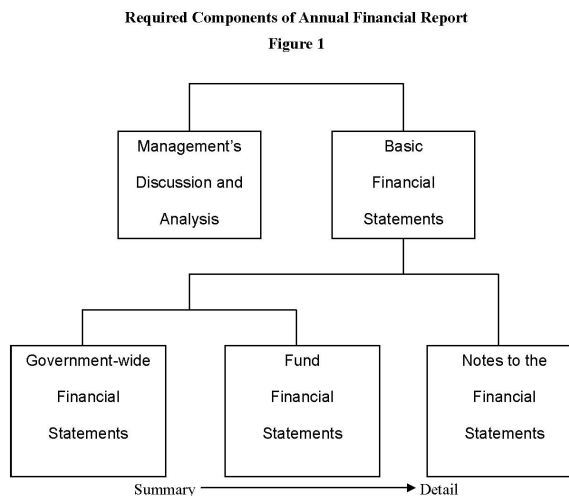 Required Components of Annual Financial Report
Figure 1
Management's
Discussion and
Analysis
Basic
Financial
Statements
Government-wide
Financial
Statements
Fund
Financial
Statements
Notes to the
Financial
Statements
Summary
Detail